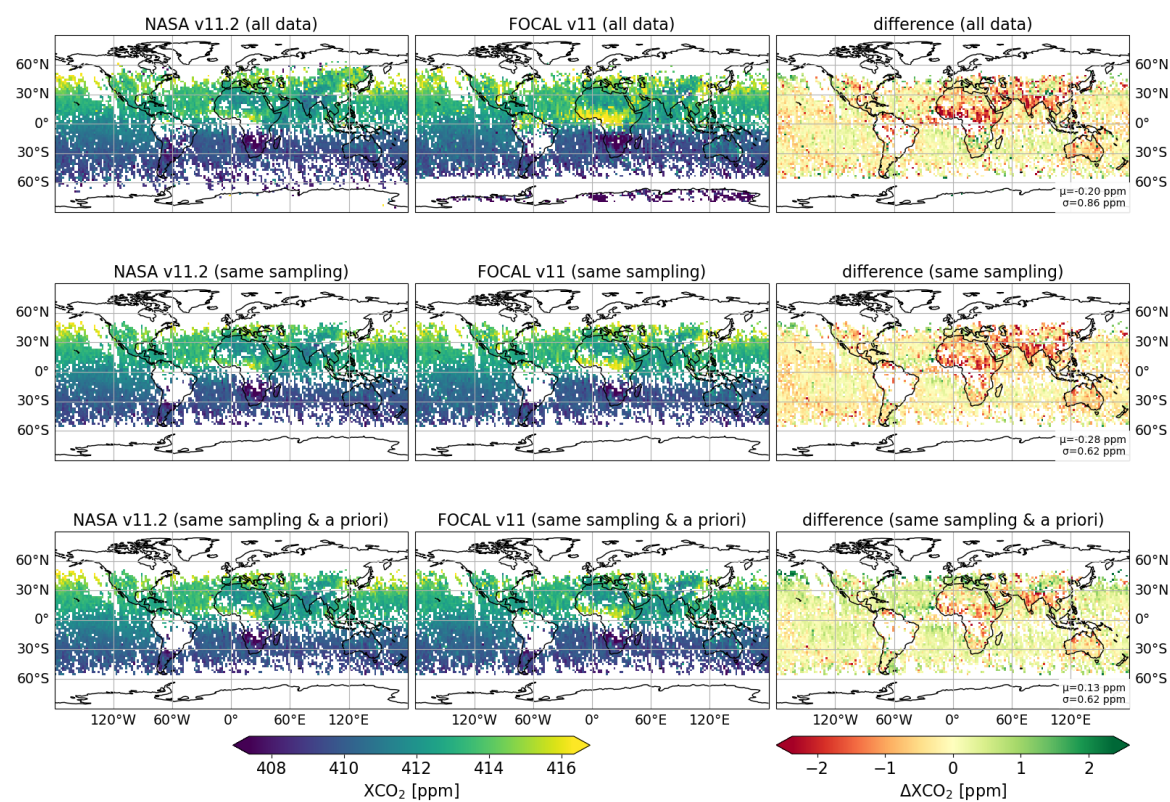 NASA v11.2 (all data)
FOCAL v11 (all data)
difference (all data)
60°N
30°N
0°
30°S
60°S
60°N
30°N
0°
30°S
60°S
μ=-0.20 ppm
σ=0.86 ppm
NASA v11.2 (same sampling)
FOCAL v11 (same sampling)
difference (same sampling)
60°N
30°N
0°
30°S
60°S
60°N
30°N
0°
30°S
60°S
μ=-0.28 ppm
σ=0.62 ppm
NASA v11.2 (same sampling & a priori)
FOCAL v11 (same sampling & a priori)
difference (same sampling & a priori)
60°N
30°N
0°
30°S
60°S
60°N
30°N
0°
30°S
60°S
μ=0.13 ppm
σ=0.62 ppm
120°W 60°W 0° 60°E 120°E
120°W 60°W 0° 60°E 120°E
120°W 60°W 0° 60°E 120°E
408 410 412 414 416
XCO₂ [ppm]
−2 −1 0 1 2
ΔXCO₂ [ppm]